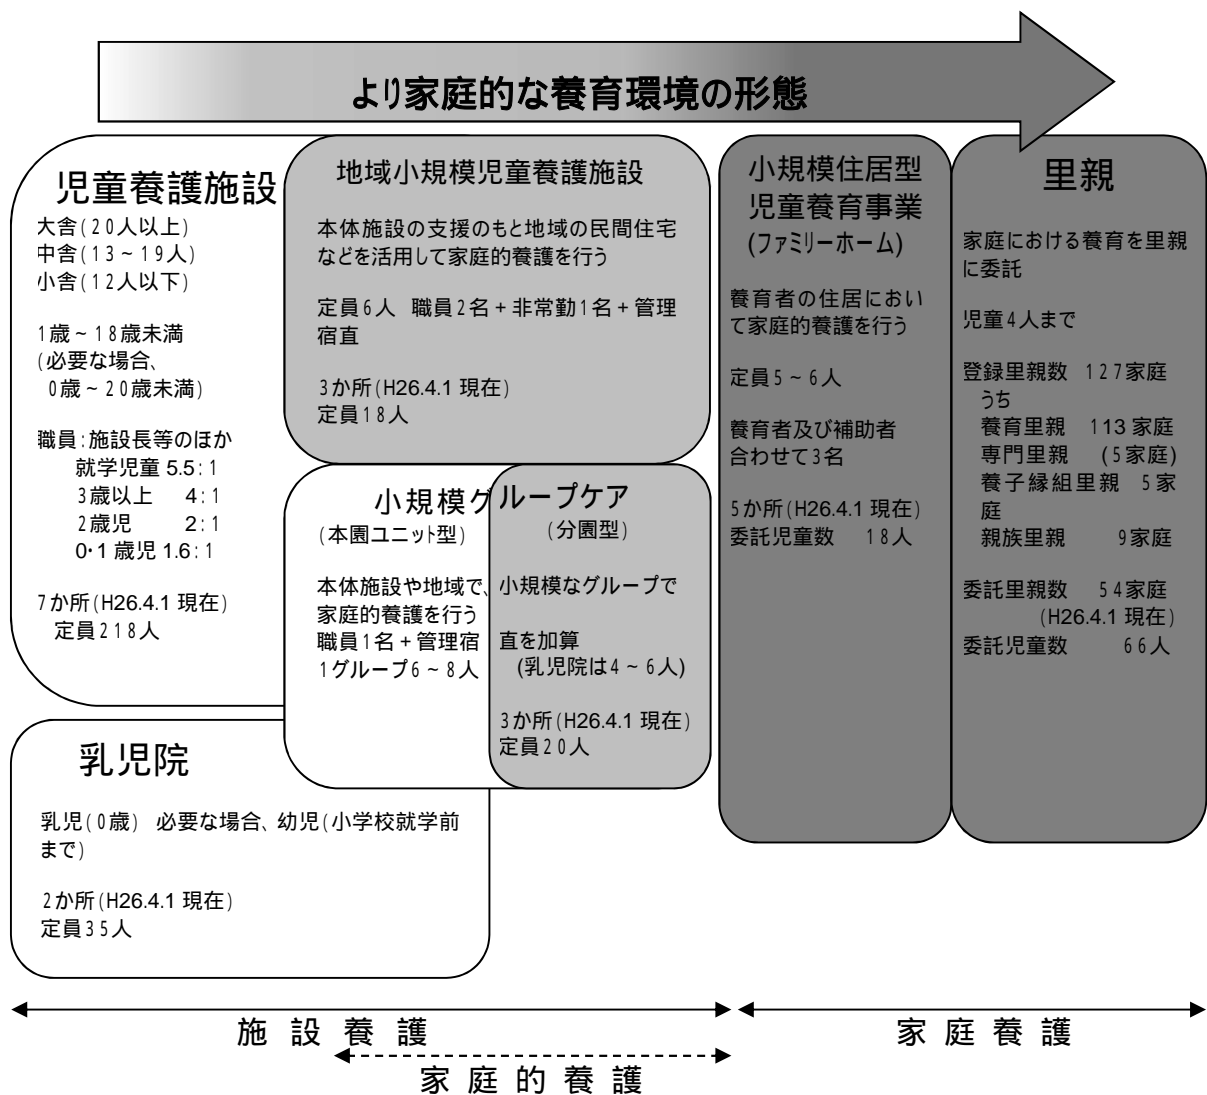 より家庭的な養育環境の形態
児童養護施設
大舎(20人以上)
中舎(13~19人)
小舎(12人以下)
1歳~18歳未満
(必要な場合、
0歳~20歳未満)
職員:施設長等のほか
就学児童 5.5:1
3歳以上 4:1
2歳児 2:1
0・1 歳児 1.6:1
7か所(H26.4.1 現在)
定員218人
地域小規模児童養護施設
本体施設の支援のもと地域の民間住宅
などを活用して家庭的養護を行う
定員6人 職員2名+非常勤1名+管理
宿直
3か所(H26.4.1 現在)
定員18人
小規模グループケア
(本園ユニット型) (分園型)
本体施設や地域で、小規模なグループで
家庭的養護を行う
職員1名+管理宿直を加算
1グループ6~8人 (乳児院は4~6人)
3か所(H26.4.1 現在)
定員20人
乳児院
乳児(0歳) 必要な場合、幼児(小学校就学前
まで)
2か所(H26.4.1 現在)
定員35人
小規模住居型
児童養育事業
(ファミリーホーム)
養育者の住居におい
て家庭的養護を行う
定員5~6人
養育者及び補助者
合わせて3名
5か所(H26.4.1 現在)
委託児童数 18人
里親
家庭における養育を里親
に委託
児童4人まで
登録里親数 127家庭
うち
養育里親 113 家庭
専門里親 (5家庭)
養子縁組里親 5家
庭
親族里親 9家庭
委託里親数 54家庭
(H26.4.1 現在)
委託児童数 66人
施設養護
家庭養護
家庭的養護